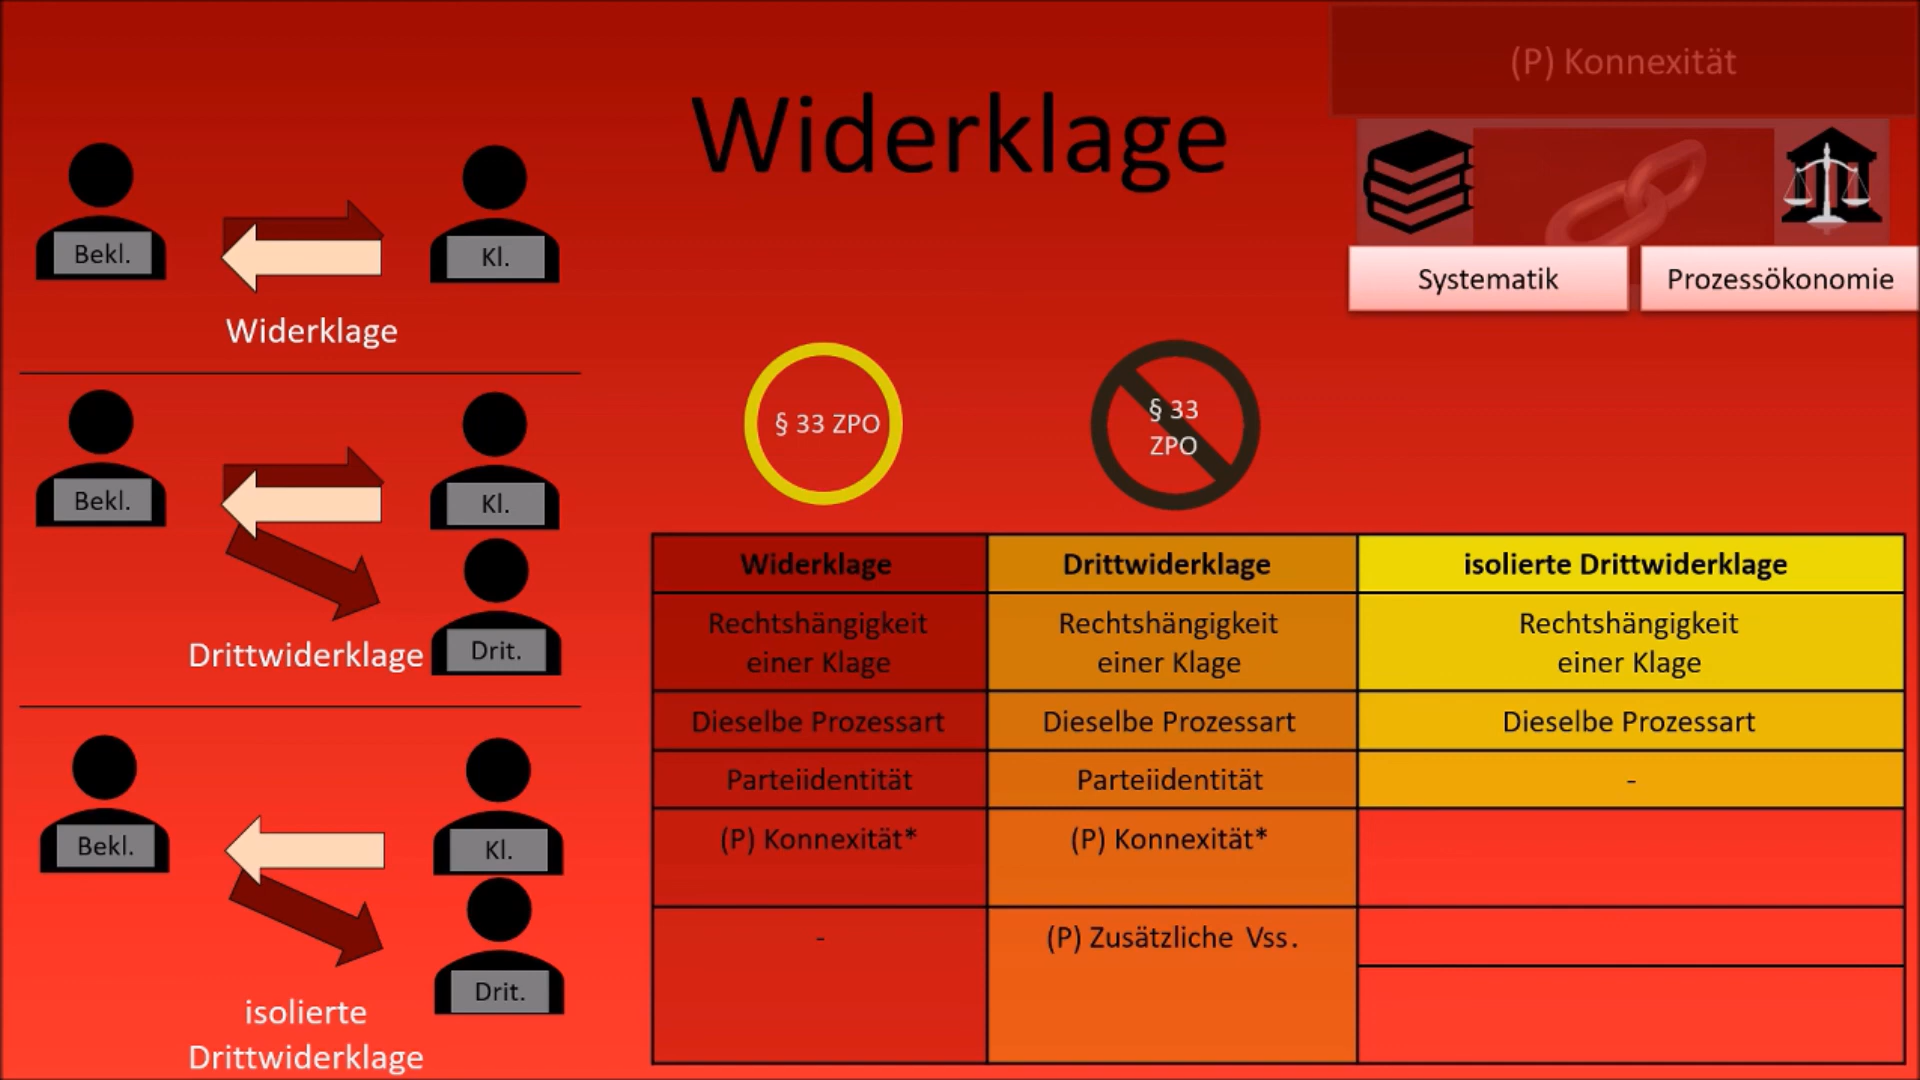 Widerklage
(P) Konnexität
Systematik
Prozessökonomie
Bekl.
Kl.
Widerklage
Bekl.
Kl.
Drit.
Drittwiderklage
Bekl.
Kl.
Drit.
isolierte
Drittwiderklage
§ 33 ZPO
§ 33
ZPO
Widerklage
Drittwiderklage
isolierte Drittwiderklage
Rechtshängigkeit
einer Klage
Rechtshängigkeit
einer Klage
Rechtshängigkeit
einer Klage
Dieselbe Prozessart
Dieselbe Prozessart
Dieselbe Prozessart
Parteiidentität
Parteiidentität
-
(P) Konnexität*
(P) Konnexität*
-
(P) Zusätzliche Vss.